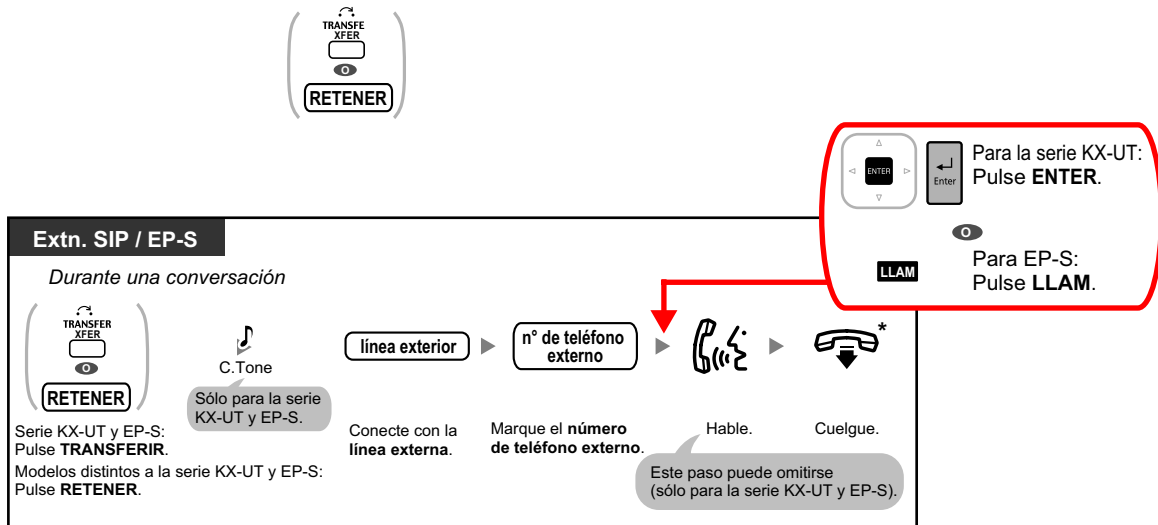 TRANSFE
XFER
O
RETENER
ENTER
Enter
Para la serie KX-UT:
Pulse ENTER.
O
LLAM
Para EP-S:
Pulse LLAM.
Extn. SIP / EP-S
Durante una conversación
TRANSFER
XFER
O
RETENER
Serie KX-UT y EP-S:
Pulse TRANSFERIR.
Modelos distintos a la serie KX-UT y EP-S:
Pulse RETENER.
C.Tone
Sólo para la serie
KX-UT y EP-S.
línea exterior
Conecte con la
línea externa.
n° de teléfono
externo
Marque el número
de teléfono externo.
Hable.
Este paso puede omitirse
(sólo para la serie KX-UT y EP-S).
*
Cuelgue.